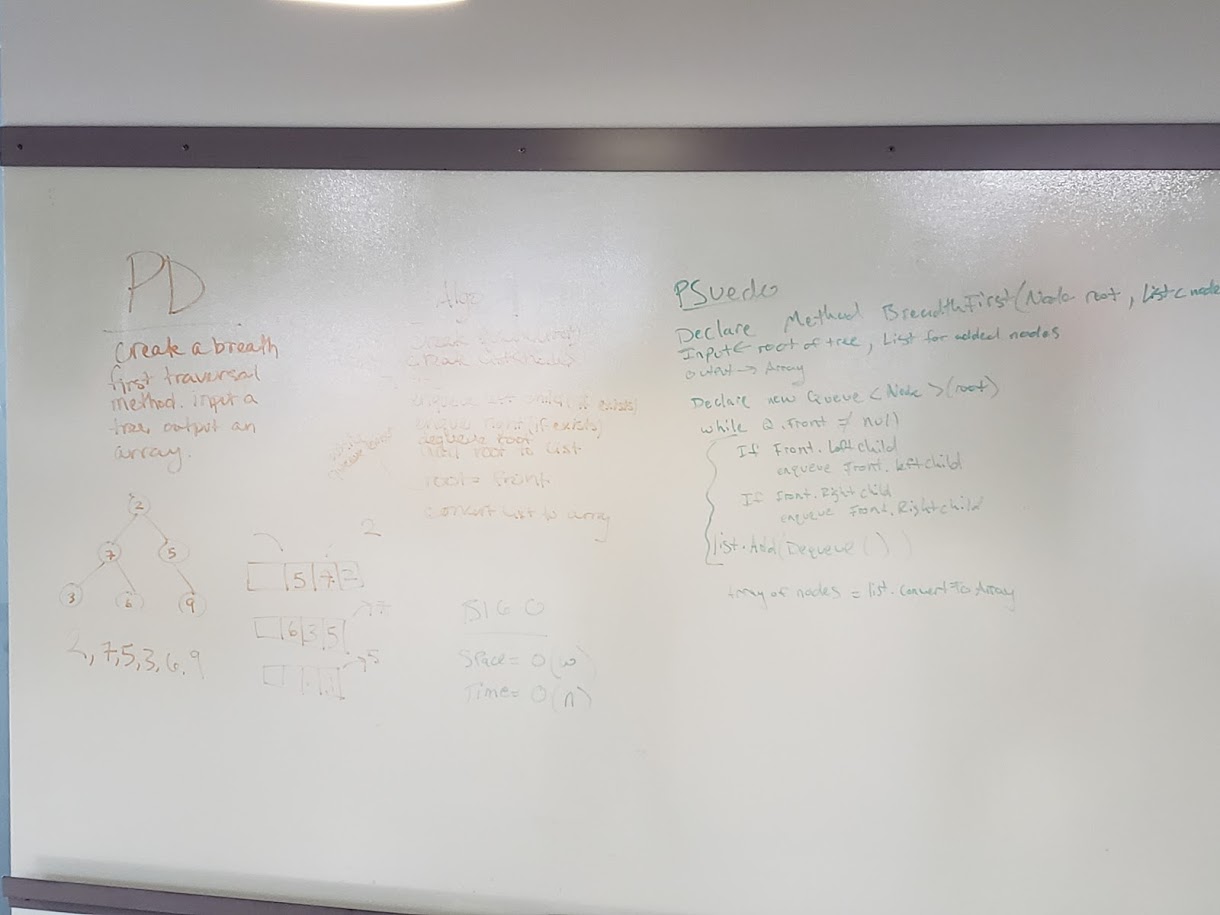 PD
Create a breath
first traversal
method. input a
tree output an
array.
2
7 5
3 6 9
2, 7, 5, 3, 6, 9
Algo
Create
Create
enqueue left child (if exists)
enqueue right (if exists)
dequeue root
Add root to list
root = front
convert list to array
2
5 7 2
6 3 5
7
5
BIG O
Space = O(w)
Time = O(n)
PSuedo
Declare Method BreadthFirst(Node root, List<node
Input ← root of tree, List for added nodes
output → Array
Declare new Queue<Node>(root)
while Q.Front ≠ null
If Front.Leftchild
enqueue Front.leftchild
If Front.Rightchild
enqueue Front.Rightchild
list.Add(Dequeue())
Array of nodes = list.ConvertToArray